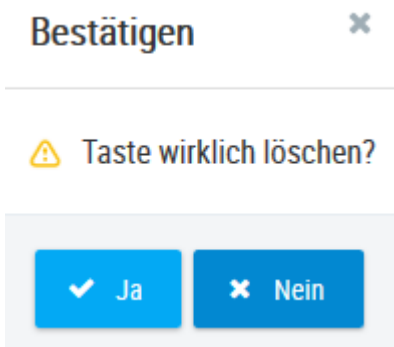 Bestätigen
Taste wirklich löschen?
Ja
Nein